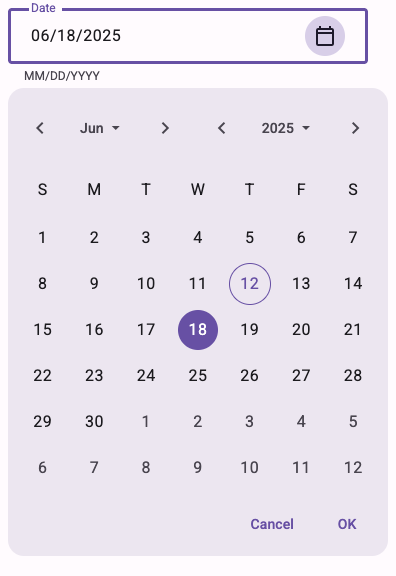 Date
06/18/2025
MM/DD/YYYY
Jun 2025
S M T W T F S
1 2 3 4 5 6 7
8 9 10 11 12 13 14
15 16 17 18 19 20 21
22 23 24 25 26 27 28
29 30 1 2 3 4 5
6 7 8 9 10 11 12
Cancel OK